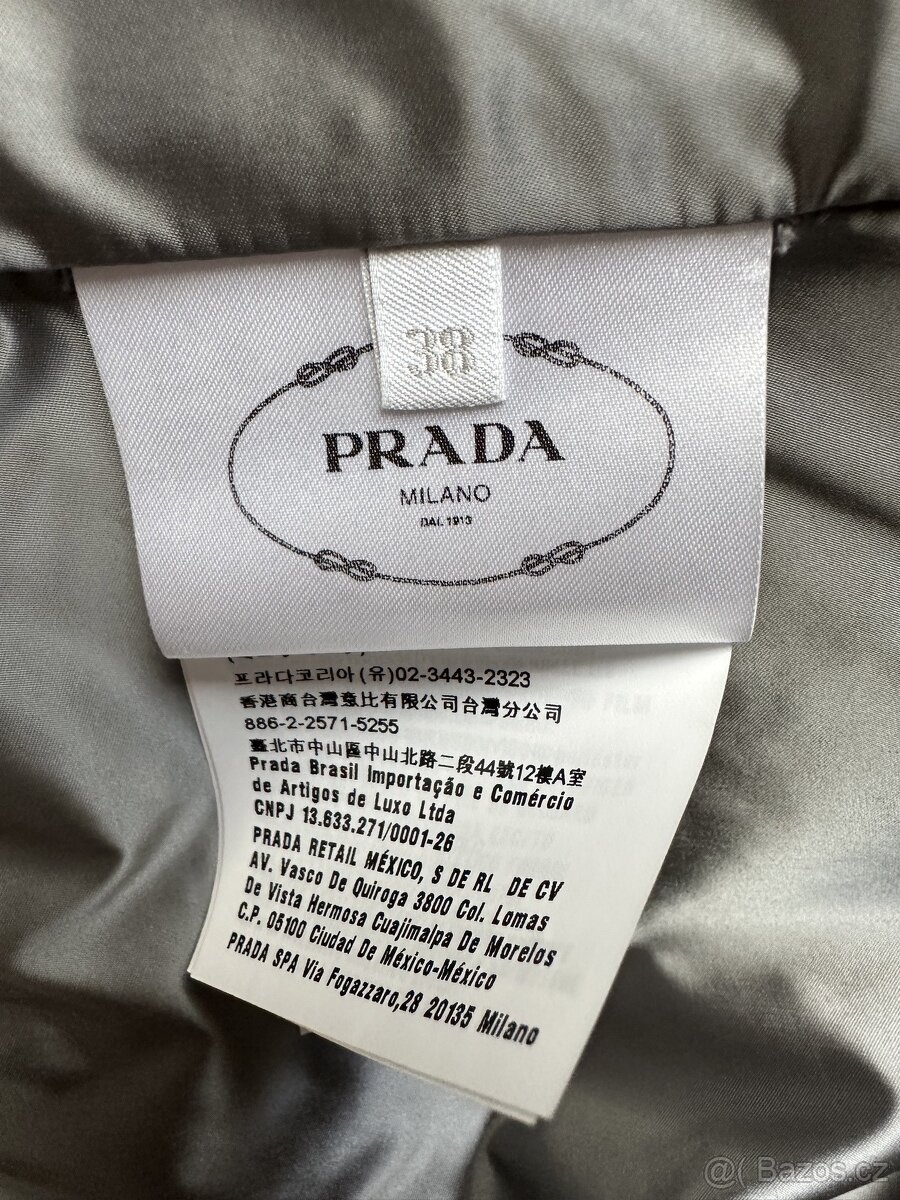 38
PRADA
MILANO
DAL 1913
프라다코리아 (유)02-3443-2323
香港商台灣意比有限公司台灣分公司
886-2-2571-5255
臺北市中山區中山北路二段44號12樓A室
Prada Brasil Importação e Comércio
de Artigos de Luxo Ltda
CNPJ 13.633.271/0001-26
PRADA RETAIL MÉXICO, S DE RL DE CV
AV. Vasco De Quiroga 3800 Col. Lomas
De Vista Hermosa Cuajimalpa De Morelos
C.P. 05100 Ciudad De México-México
PRADA SPA Via Fogazzaro,28 20135 Milano
@( Bazos.cz